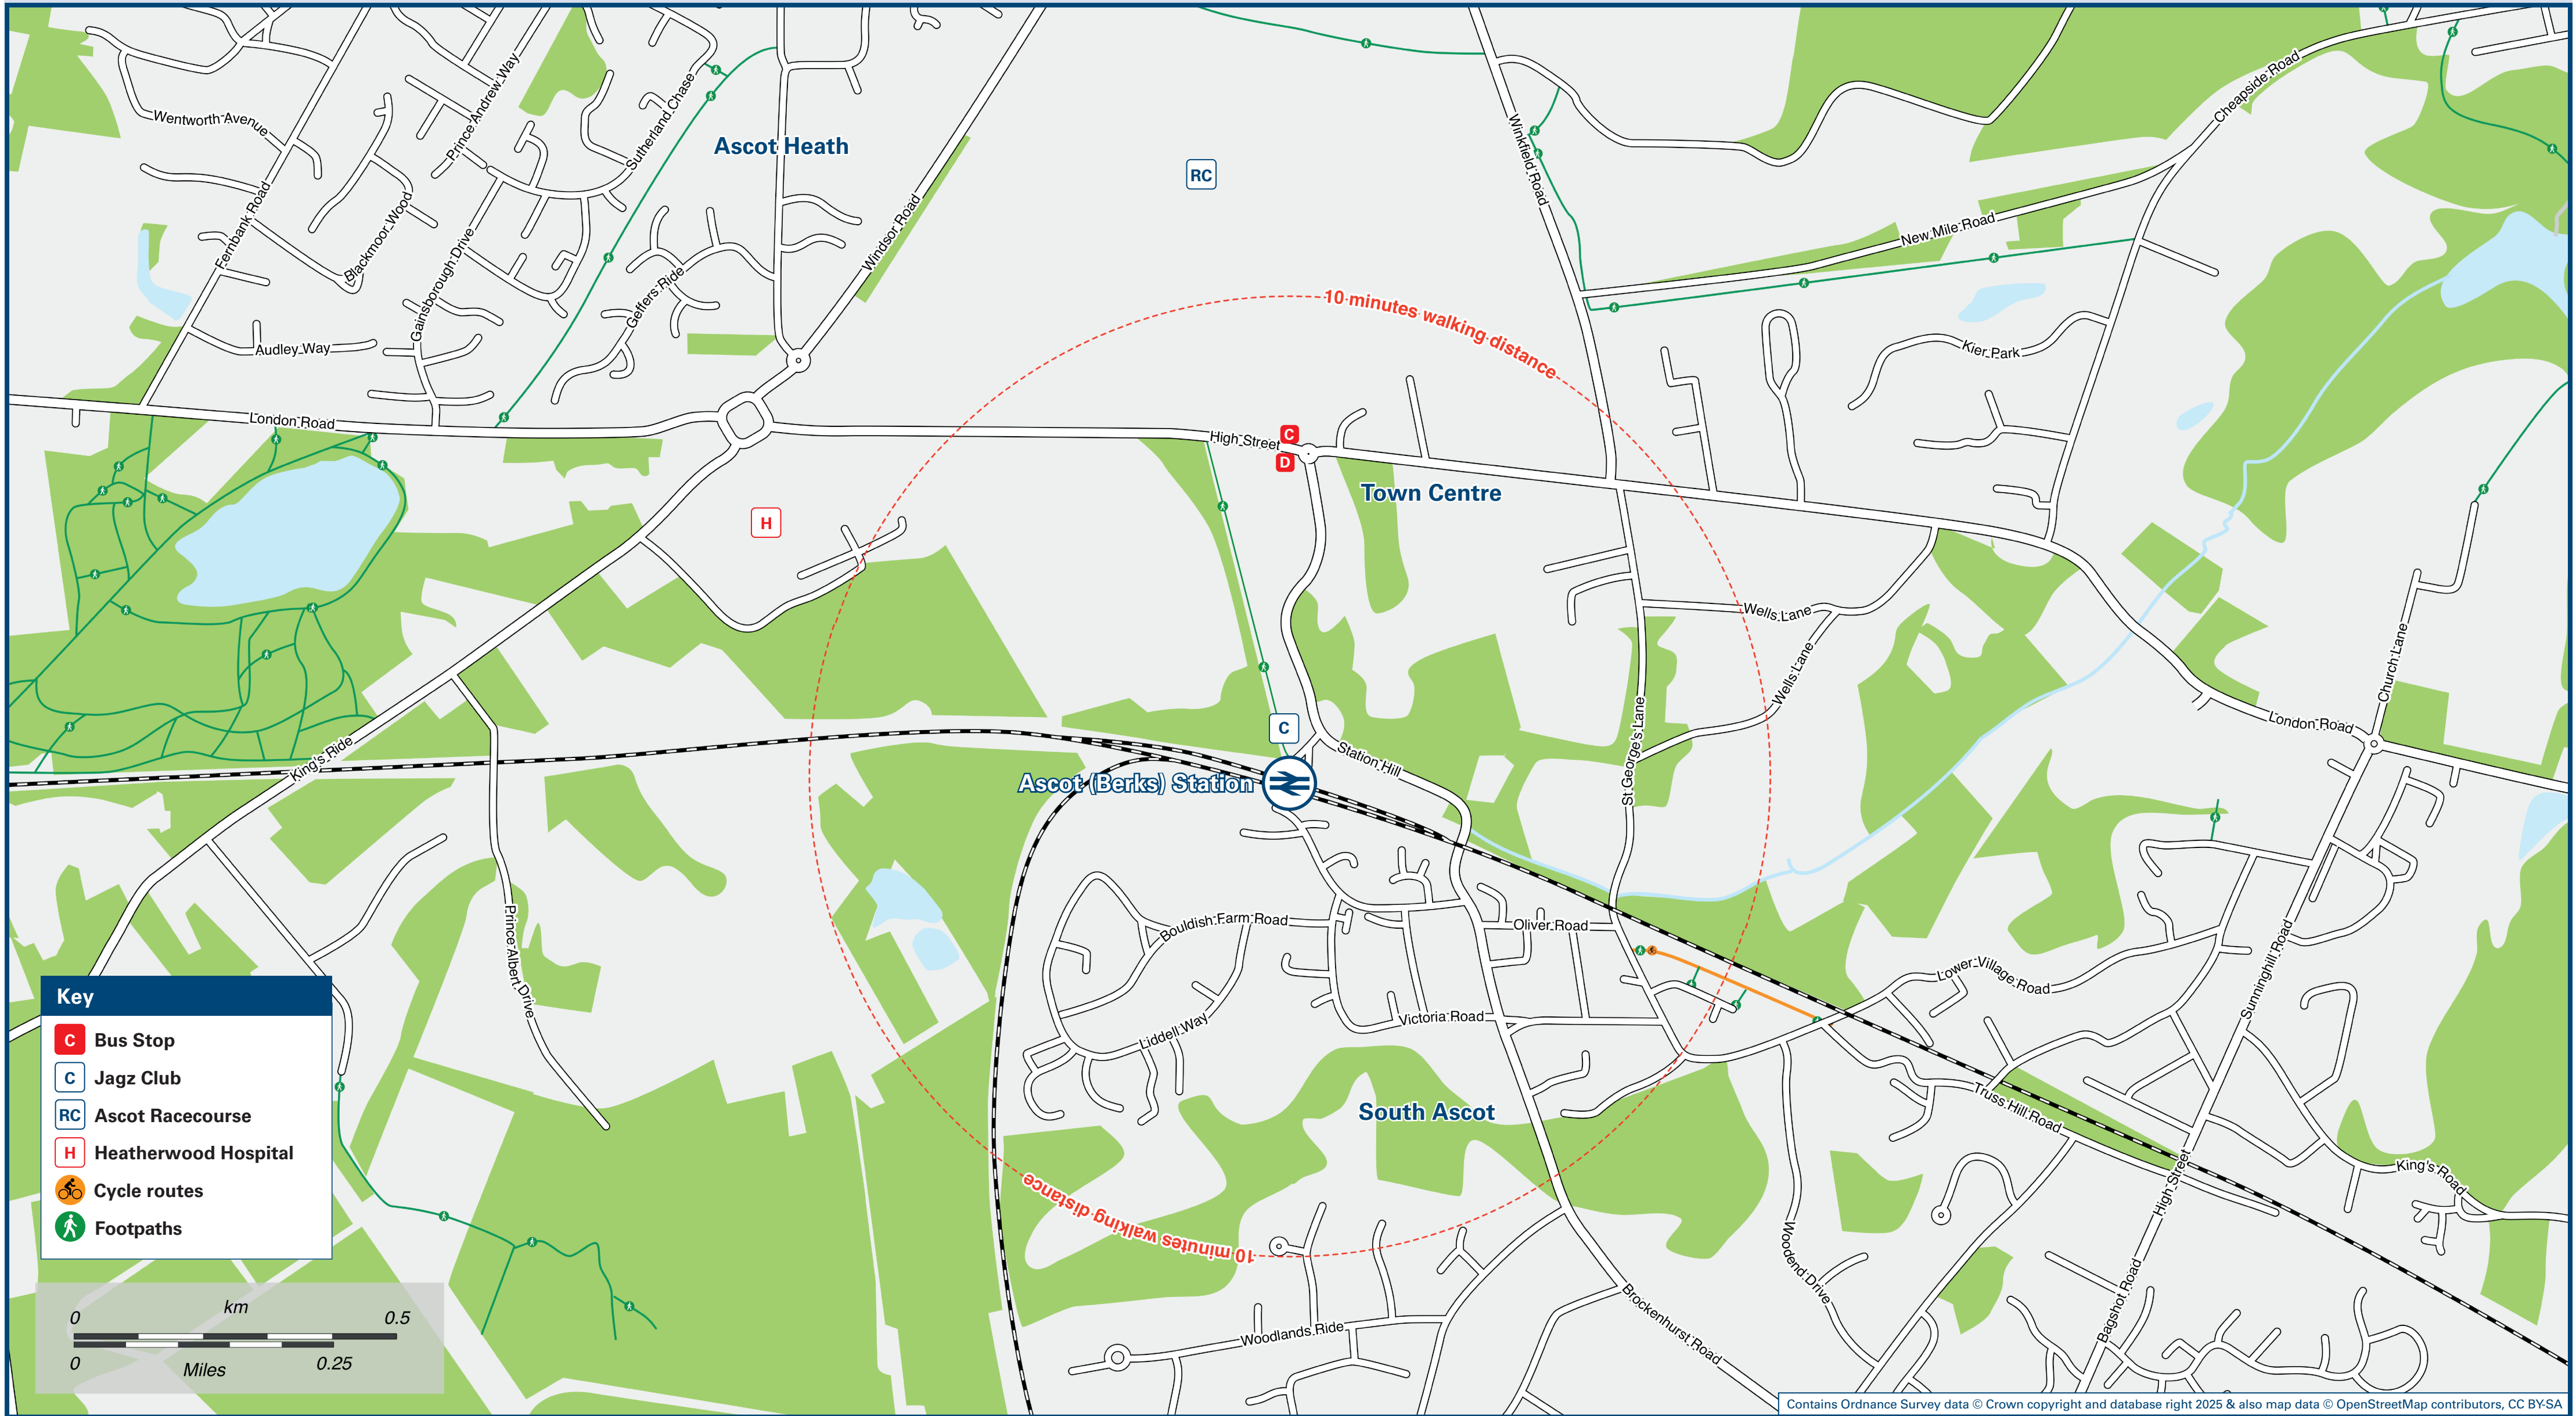 Cheapside Road
Wentworth Avenue
Prince Andrew Way
Sutherland Chase
Ascot Heath
Winkfield Road
RC
Fernbank Road
Blackmoor Wood
Gainsborough Drive
Windsor Road
New Mile Road
Geffers Ride
10 minutes walking distance
Audley Way
Kier Park
London Road
High Street
C
D
Town Centre
H
Wells Lane
Wells Lane
Church Lane
St George's Lane
London Road
C
Station Hill
King's Ride
Ascot (Berks) Station
Prince Albert Drive
Bouldish Farm Road
Oliver Road
Lower Village Road
Sunninghill Road
Liddell Way
Victoria Road
South Ascot
Truss Hill Road
High Street
King's Road
10 minutes walking distance
Woodend Drive
Brockenhurst Road
Bagshot Road
Woodlands Ride
Key
C Bus Stop
C Jagz Club
RC Ascot Racecourse
H Heatherwood Hospital
Cycle routes
Footpaths
km
0 0.5
0 0.25
Miles
Contains Ordnance Survey data © Crown copyright and database right 2025 & also map data © OpenStreetMap contributors, CC BY-SA